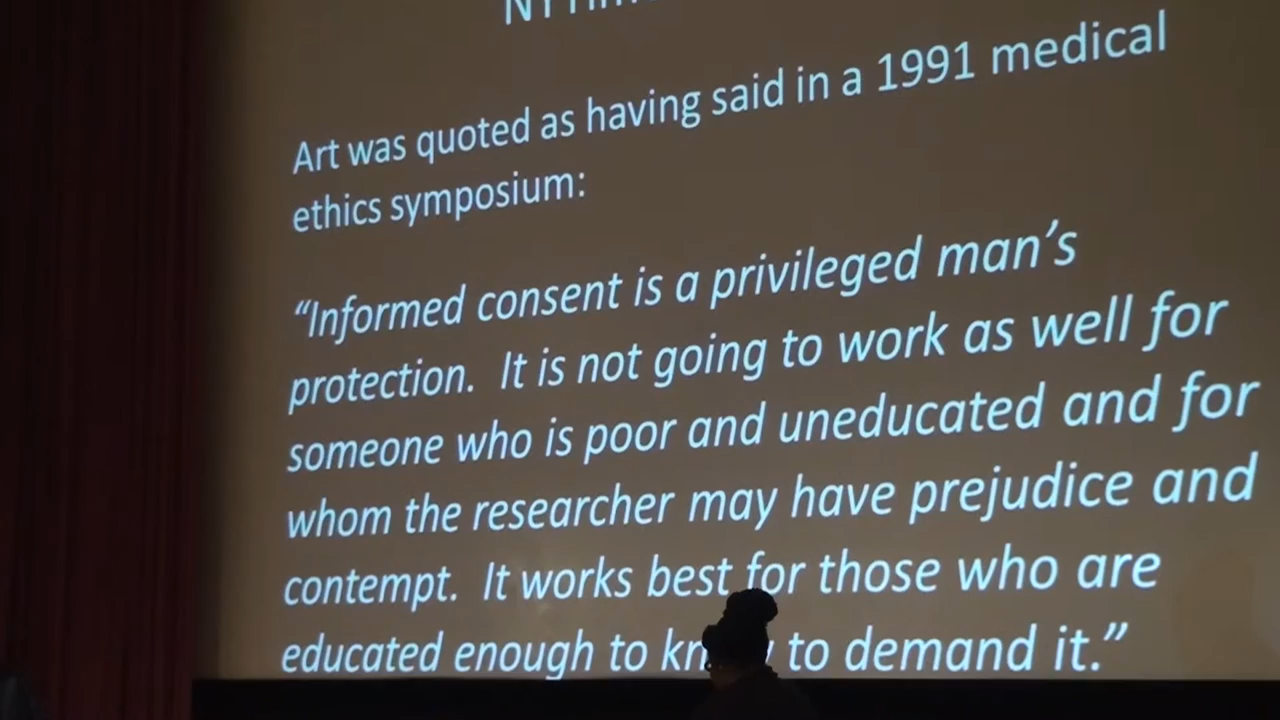 Art was quoted as having said in a 1991 medical
ethics symposium:
“Informed consent is a privileged man’s
protection. It is not going to work as well for
someone who is poor and uneducated and for
whom the researcher may have prejudice and
contempt. It works best for those who are
educated enough to to demand it.”